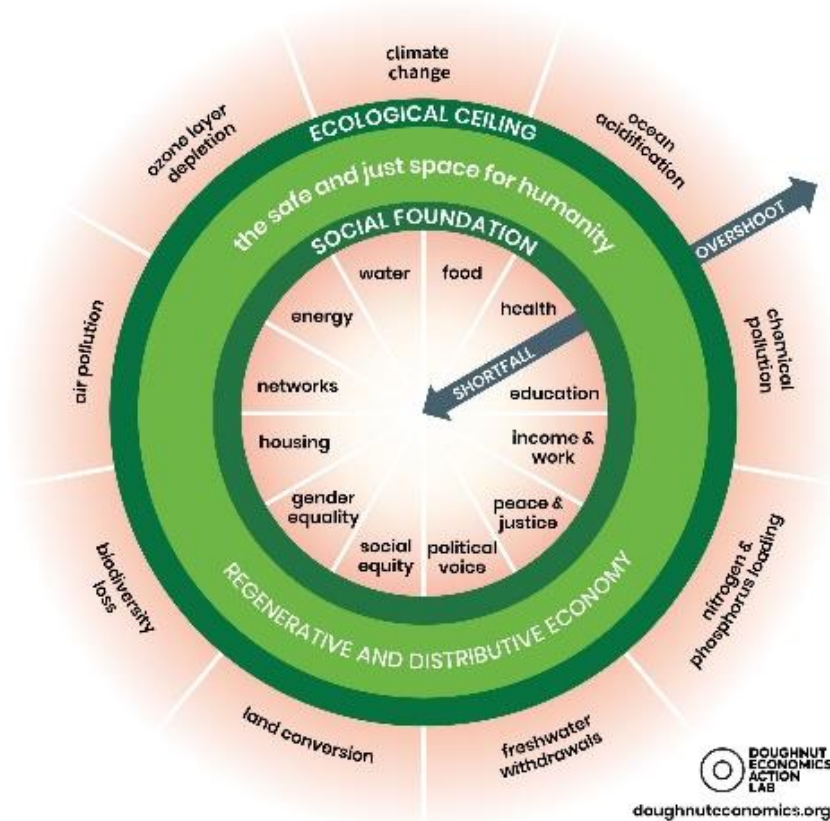 climate
change
ozone layer
depletion
ocean
acidification
ECOLOGICAL CEILING
the safe and just space for humanity
SOCIAL FOUNDATION
OVERSHOOT
water
food
energy
health
SHORTFALL
air pollution
chemical
pollution
networks
education
housing
income &
work
gender
equality
peace &
justice
social
equity
political
voice
REGENERATIVE AND DISTRIBUTIVE ECONOMY
biodiversity
loss
nitrogen &
phosphorus loading
land conversion
freshwater
withdrawals
DOUGHNUT
ECONOMICS
ACTION
LAB
doughnuteconomics.org